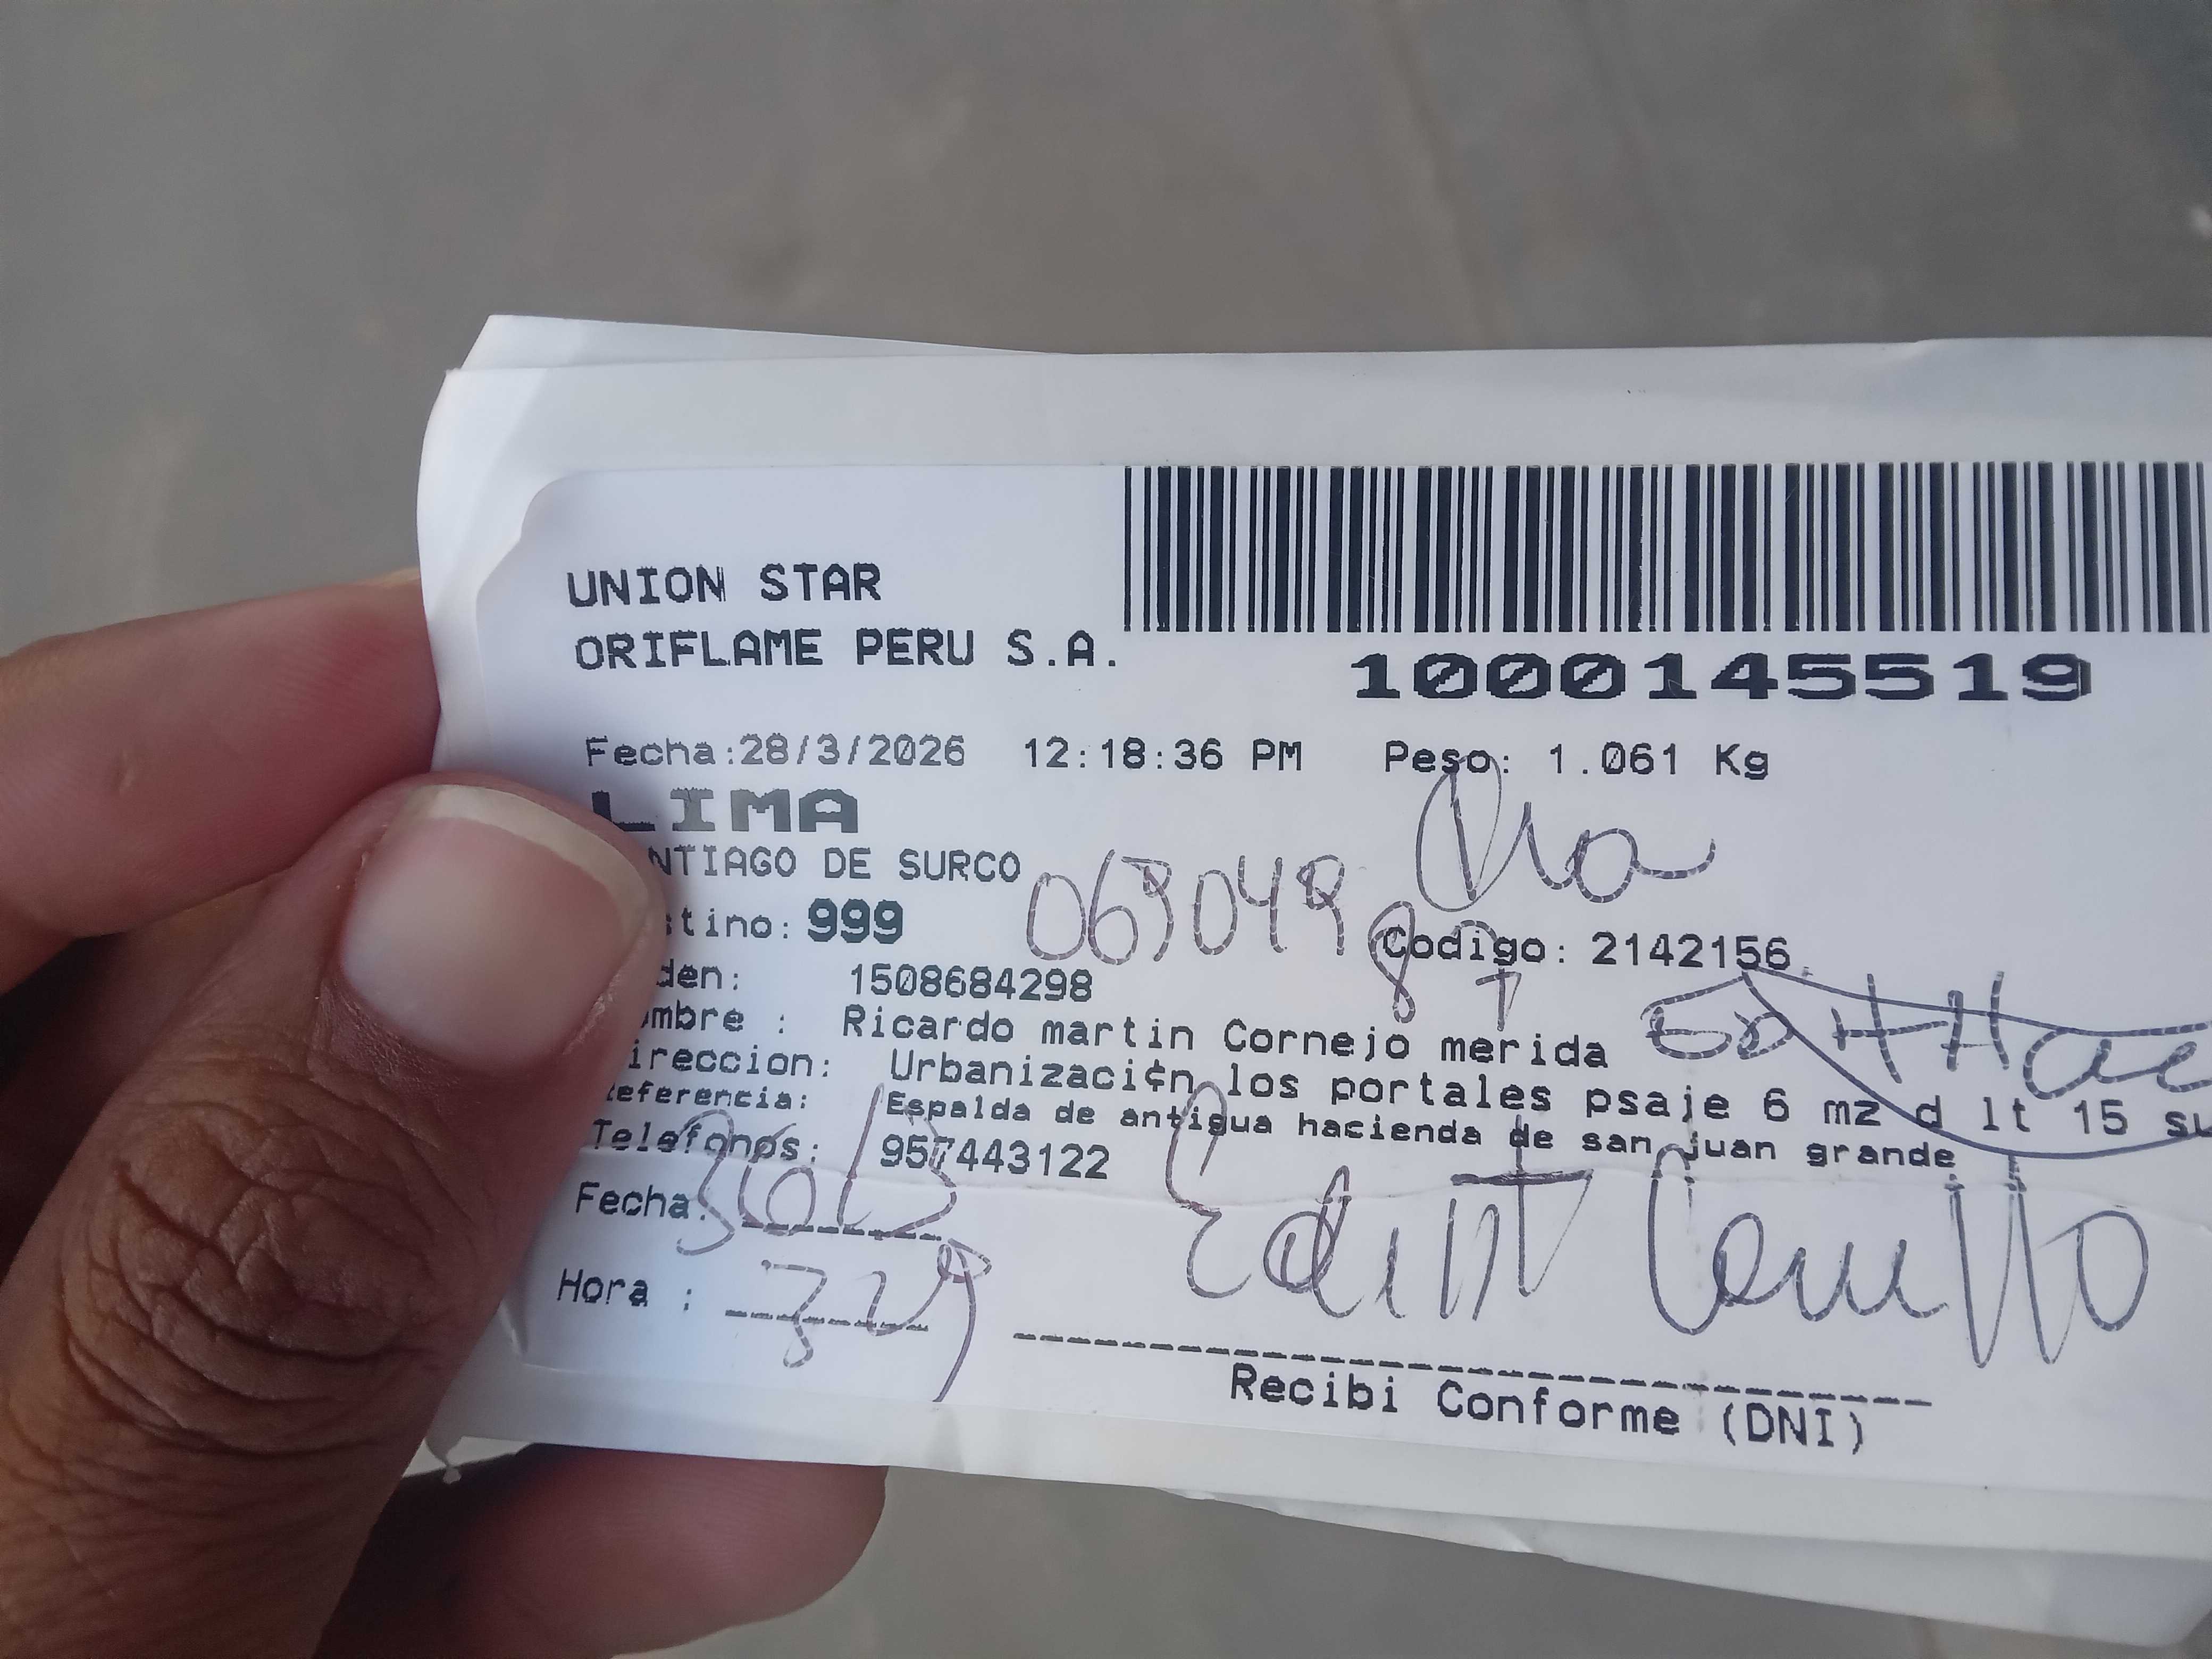 UNION STAR
ORIFLAME PERU S.A.
1000145519
Fecha:28/3/2026 12:18:36 PM Peso: 1.061 Kg
LIMA
NTIAGO DE SURCO
tino: 999
Codigo: 2142156
den: 1508684298
mbre : Ricardo martin Cornejo merida
ireccion: Urbanizaci¢n los portales psaje 6 mz d lt 15 su
eferencia: Espalda de antigua hacienda de san juan grande
Telefonos: 957443122
Fecha:
Hora :
Recibi Conforme (DNI)